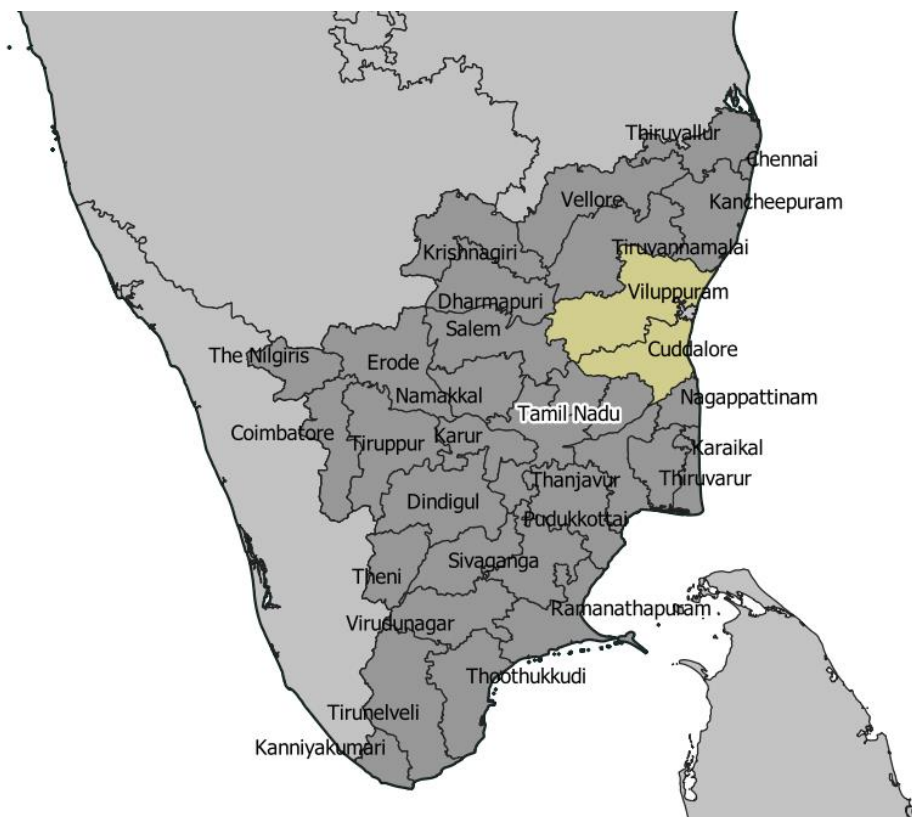 Thiruvallur
Chennai
Vellore
Kancheepuram
Tiruvannamalai
Krishnagiri
Viluppuram
Dharmapuri
Salem
Cuddalore
The Nilgiris
Erode
Namakkal
Nagappattinam
Tamil Nadu
Coimbatore
Tiruppur
Karur
Karaikal
Thanjavur
Thiruvarur
Dindigul
Pudukkottai
Sivaganga
Theni
Ramanathapuram
Virudunagar
Thoothukkudi
Tirunelveli
Kanniyakumari